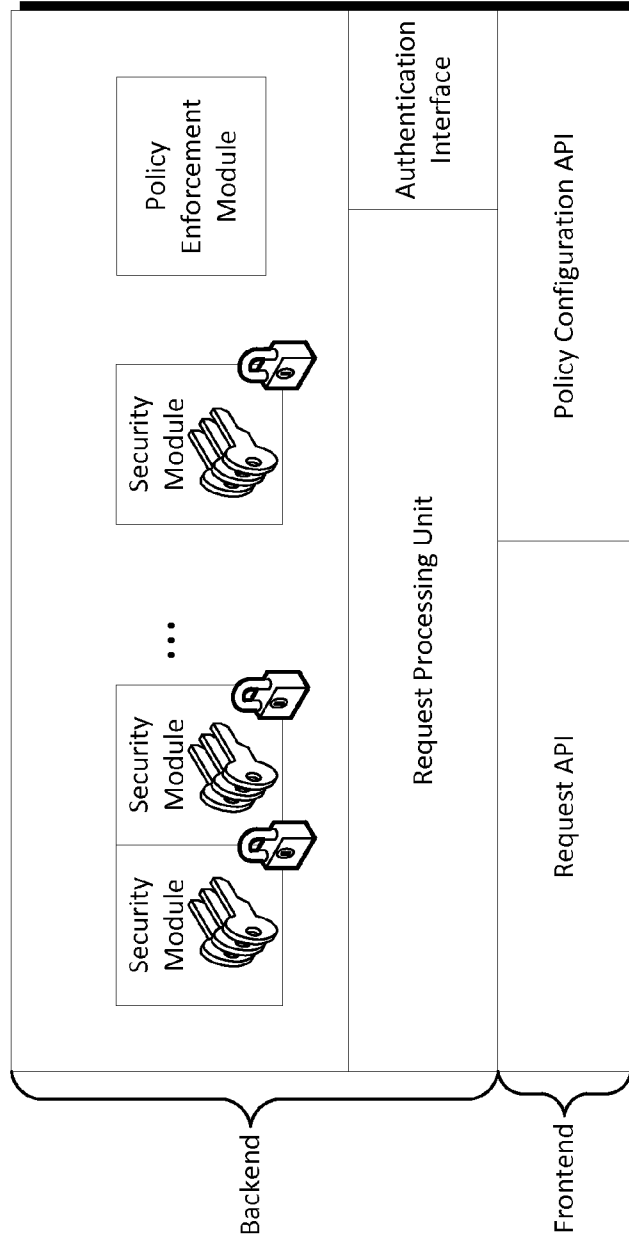 Backend
Security
Module
Security
Module
...
Security
Module
Policy
Enforcement
Module
Request Processing Unit
Authentication
Interface
Frontend
Request API
Policy Configuration API